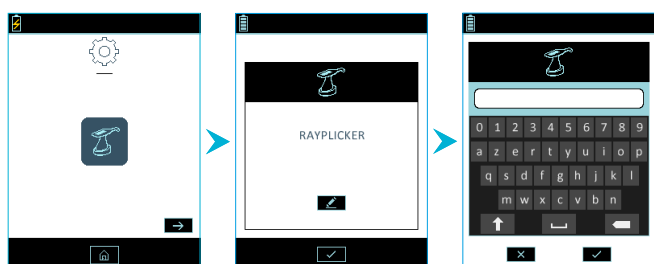 RAYPLICKER
0 1 2 3 4 5 6 7 8 9
a z e r t y u i o p
q s d f g h j k l
m w x c v b n